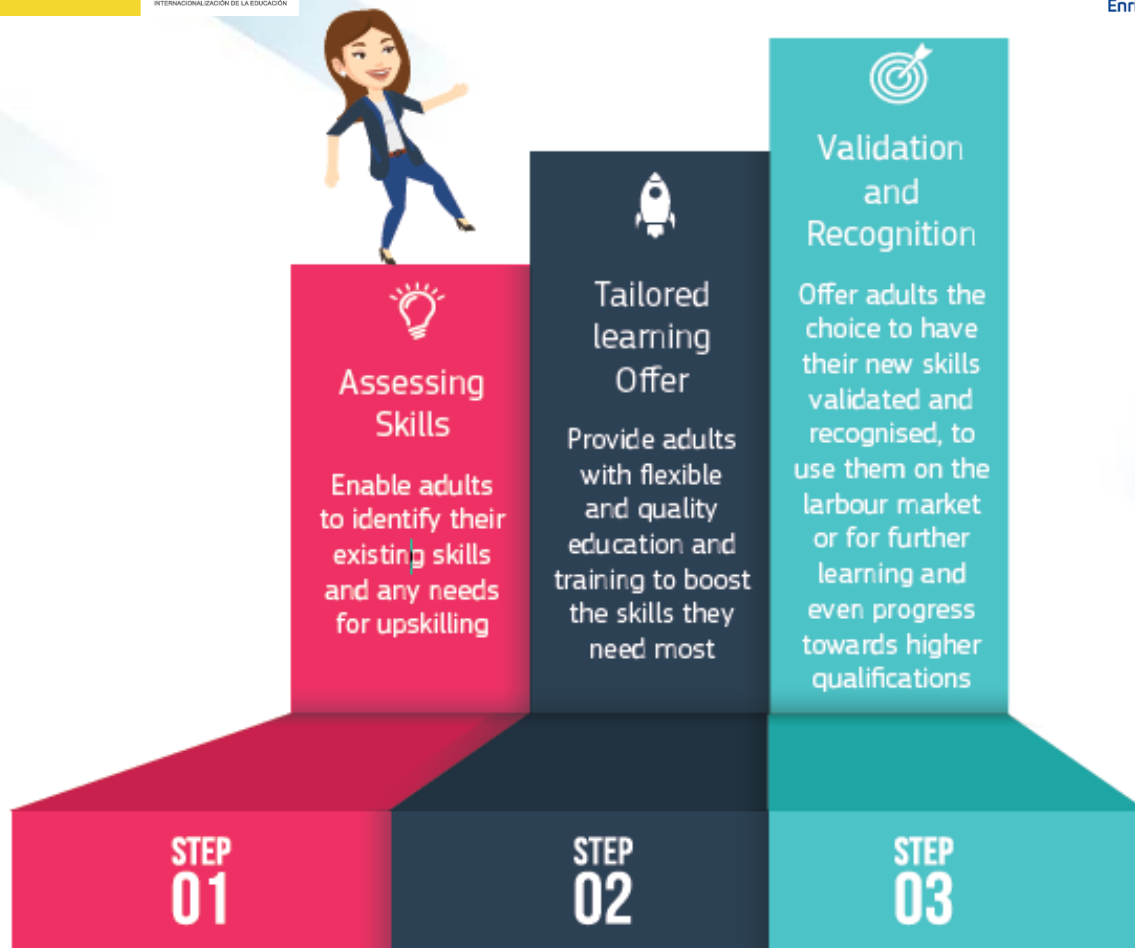 INTERNACIONALIZACIÓN DE LA EDUCACIÓN
Assessing
Skills
Enable adults
to identify their
existing skills
and any needs
for upskilling
Tailored
learning
Offer
Provide adults
with flexible
and quality
education and
training to boost
the skills they
need most
Validation
and
Recognition
Offer adults the
choice to have
their new skills
validated and
recognised, to
use them on the
larbour market
or for further
learning and
even progress
towards higher
qualifications
STEP
01
STEP
02
STEP
03